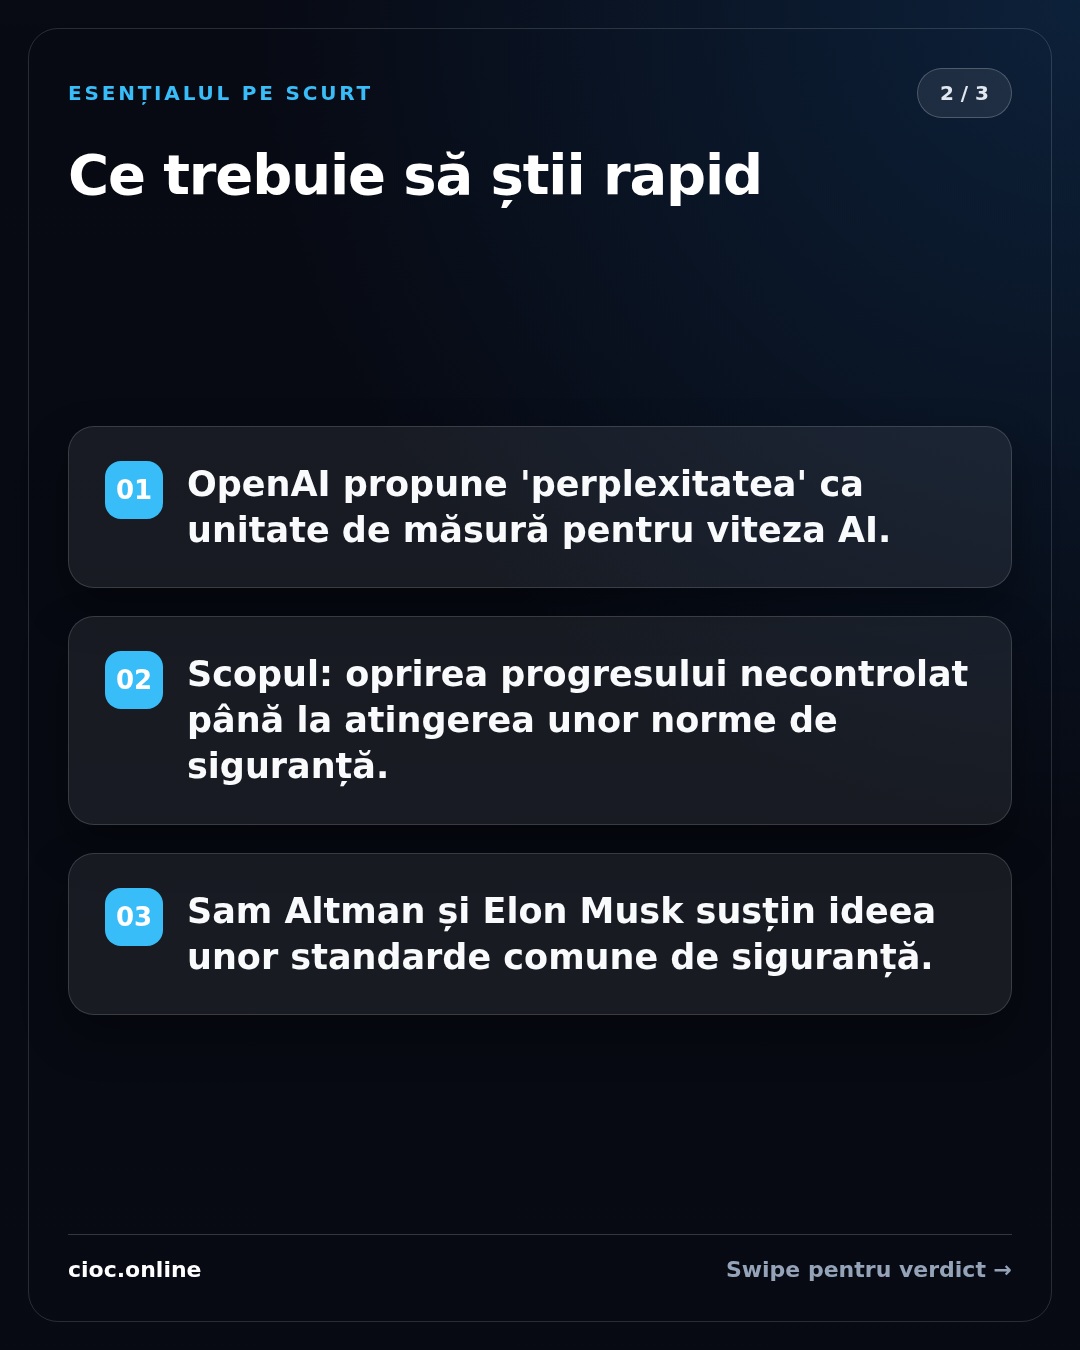 ESENȚIALUL PE SCURT
2 / 3
Ce trebuie să știi rapid
01
OpenAI propune 'perplexitatea' ca
unitate de măsură pentru viteza AI.
02
Scopul: oprirea progresului necontrolat
până la atingerea unor norme de
siguranță.
03
Sam Altman și Elon Musk susțin ideea
unor standarde comune de siguranță.
cioc.online
Swipe pentru verdict →